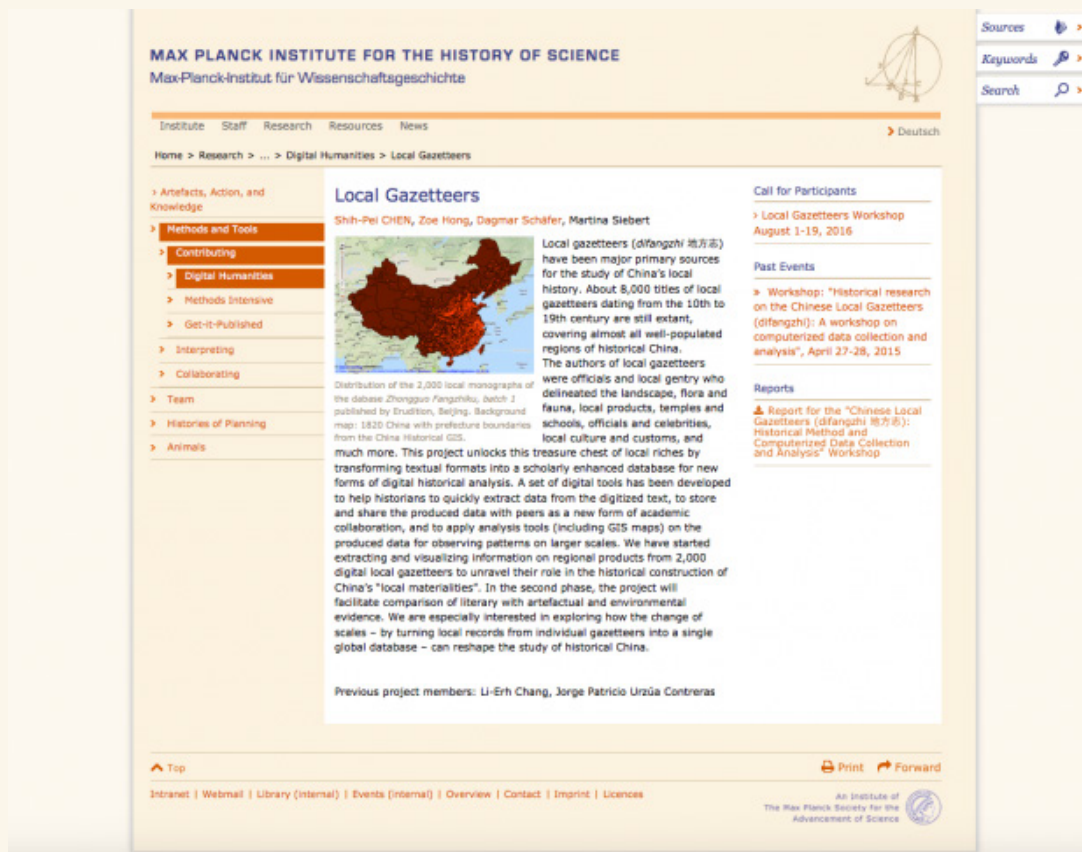 MAX PLANCK INSTITUTE FOR THE HISTORY OF SCIENCE
Max-Planck-Institut für Wissenschaftsgeschichte
Sources
Keywords
Search
Institute Staff Research Resources News
Deutsch
Home > Research > ... > Digital Humanities > Local Gazetteers
› Artefacts, Action, and
Knowledge
Methods and Tools
Contributing
Digital Humanities
Methods Intensive
Get-it-Published
Interpreting
Collaborating
Team
Histories of Planning
Animals
Local Gazetteers
Shih-Pei CHEN, Zoe Hong, Dagmar Schäfer, Martina Siebert
Local gazetteers (difangzhi 地方志)
have been major primary sources
for the study of China's local
history. About 8,000 titles of local
gazetteers dating from the 10th to
19th century are still extant,
covering almost all well-populated
regions of historical China.
The authors of local gazetteers
were officials and local gentry who
delineated the landscape, flora and
fauna, local products, temples and
schools, officials and celebrities,
local culture and customs, and
Distribution of the 2,000 local monographs of
the dabase Zhongguo Fangzhiku, batch 1
published by Erudition, Beijing. Background
map: 1820 China with prefecture boundaries
from the China Historical GIS.
much more. This project unlocks this treasure chest of local riches by
transforming textual formats into a scholarly enhanced database for new
forms of digital historical analysis. A set of digital tools has been developed
to help historians to quickly extract data from the digitized text, to store
and share the produced data with peers as a new form of academic
collaboration, and to apply analysis tools (including GIS maps) on the
produced data for observing patterns on larger scales. We have started
extracting and visualizing information on regional products from 2,000
digital local gazetteers to unravel their role in the historical construction of
China's "local materialities". In the second phase, the project will
facilitate comparison of literary with artefactual and environmental
evidence. We are especially interested in exploring how the change of
scales – by turning local records from individual gazetteers into a single
global database – can reshape the study of historical China.
Previous project members: Li-Erh Chang, Jorge Patricio Urzúa Contreras
Call for Participants
› Local Gazetteers Workshop
August 1-19, 2016
Past Events
» Workshop: "Historical research
on the Chinese Local Gazetteers
(difangzhi): A workshop on
computerized data collection and
analysis", April 27-28, 2015
Reports
Report for the "Chinese Local
Gazetteers (difangzhi 地方志):
Historical Method and
Computerized Data Collection
and Analysis" Workshop
Top
Print Forward
Intranet | Webmail | Library (internal) | Events (internal) | Overview | Contact | Imprint | Licences
An Institute of
The Max Planck Society for the
Advancement of Science